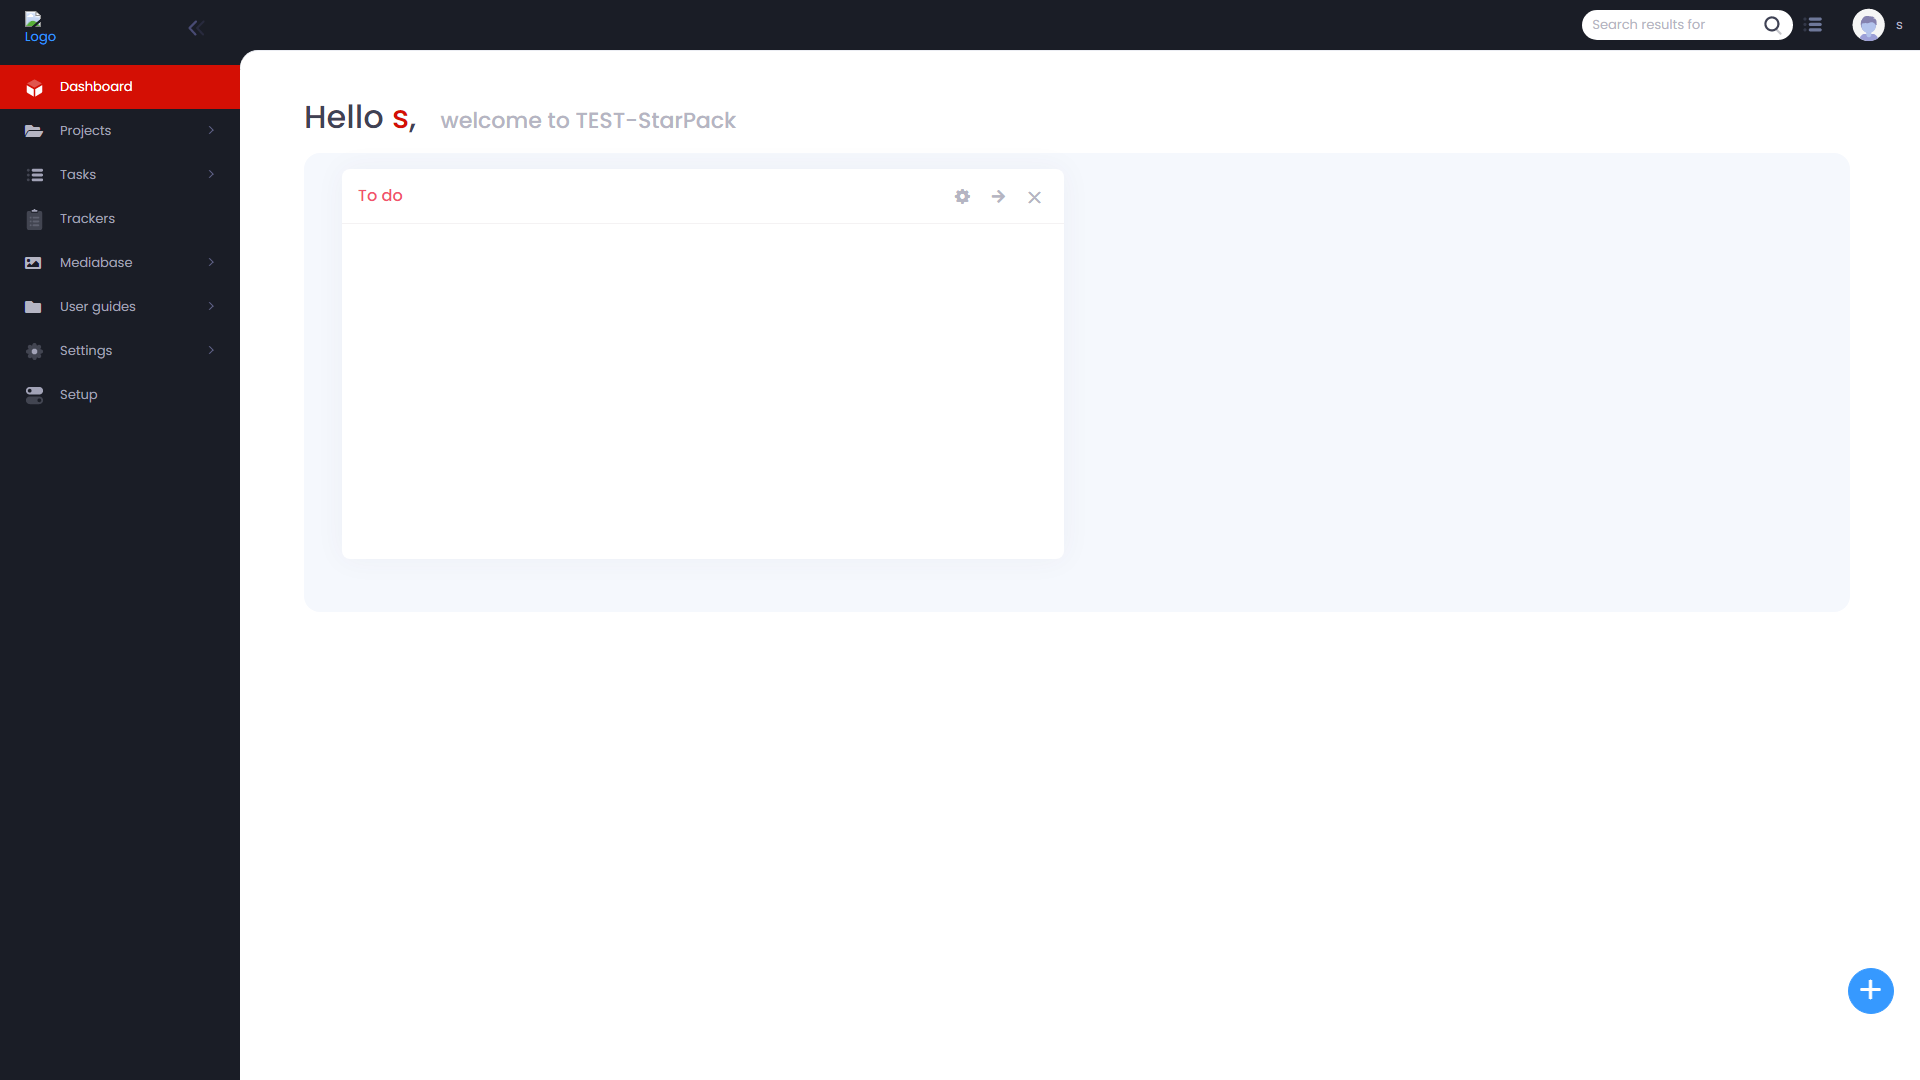 Logo
Search results for
s
Dashboard
Projects
Tasks
Trackers
Mediabase
User guides
Settings
Setup
Hello s, welcome to TEST-StarPack
To do